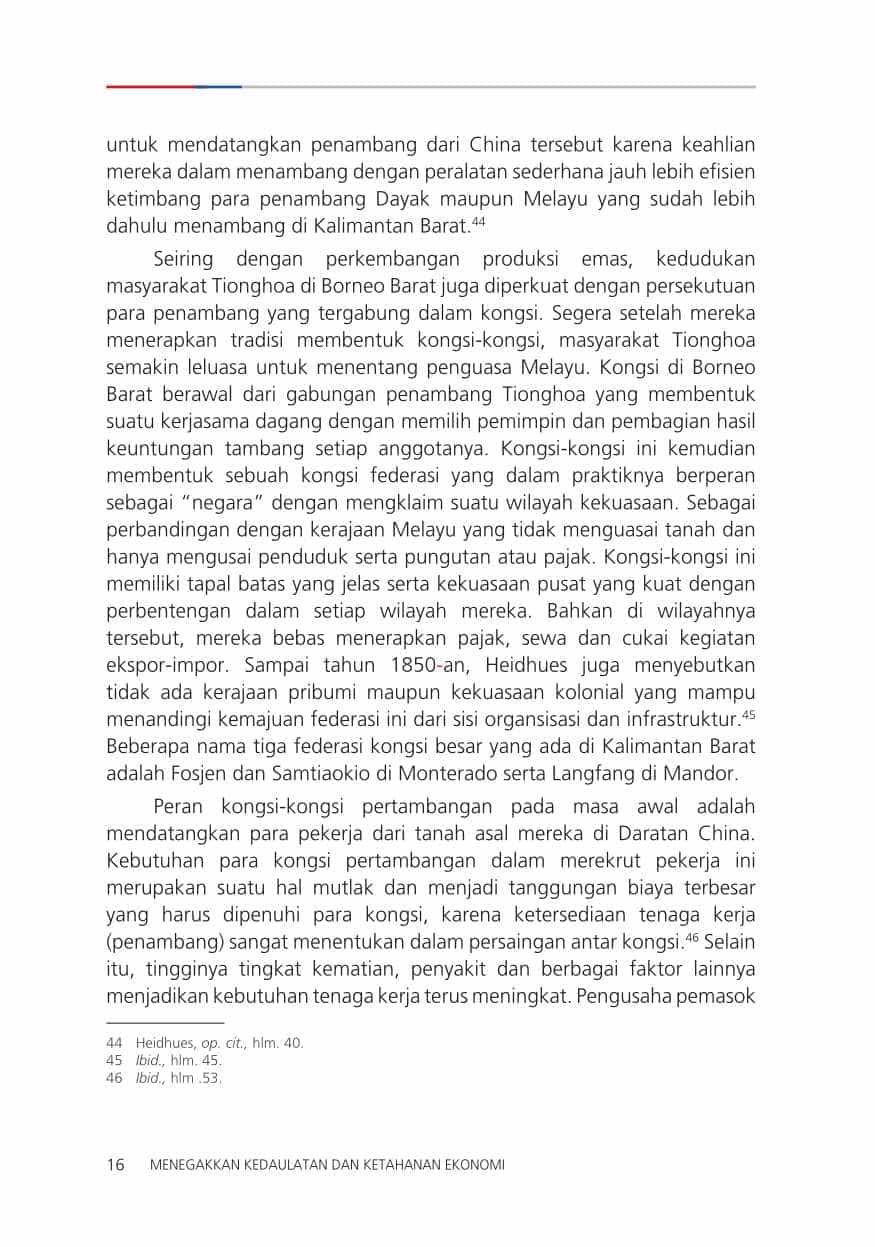 untuk mendatangkan penambang dari China tersebut karena keahlian
mereka dalam menambang dengan peralatan sederhana jauh lebih efisien
ketimbang para penambang Dayak maupun Melayu yang sudah lebih
dahulu menambang di Kalimantan Barat.44
Seiring dengan perkembangan produksi emas, kedudukan
masyarakat Tionghoa di Borneo Barat juga diperkuat dengan persekutuan
para penambang yang tergabung dalam kongsi. Segera setelah mereka
menerapkan tradisi membentuk kongsi-kongsi, masyarakat Tionghoa
semakin leluasa untuk menentang penguasa Melayu. Kongsi di Borneo
Barat berawal dari gabungan penambang Tionghoa yang membentuk
suatu kerjasama dagang dengan memilih pemimpin dan pembagian hasil
keuntungan tambang setiap anggotanya. Kongsi-kongsi ini kemudian
membentuk sebuah kongsi federasi yang dalam praktiknya berperan
sebagai “negara” dengan mengklaim suatu wilayah kekuasaan. Sebagai
perbandingan dengan kerajaan Melayu yang tidak menguasai tanah dan
hanya mengusai penduduk serta pungutan atau pajak. Kongsi-kongsi ini
memiliki tapal batas yang jelas serta kekuasaan pusat yang kuat dengan
perbentengan dalam setiap wilayah mereka. Bahkan di wilayahnya
tersebut, mereka bebas menerapkan pajak, sewa dan cukai kegiatan
ekspor-impor. Sampai tahun 1850-an, Heidhues juga menyebutkan
tidak ada kerajaan pribumi maupun kekuasaan kolonial yang mampu
menandingi kemajuan federasi ini dari sisi organsisasi dan infrastruktur.45
Beberapa nama tiga federasi kongsi besar yang ada di Kalimantan Barat
adalah Fosjen dan Samtiaokio di Monterado serta Langfang di Mandor.
Peran kongsi-kongsi pertambangan pada masa awal adalah
mendatangkan para pekerja dari tanah asal mereka di Daratan China.
Kebutuhan para kongsi pertambangan dalam merekrut pekerja ini
merupakan suatu hal mutlak dan menjadi tanggungan biaya terbesar
yang harus dipenuhi para kongsi, karena ketersediaan tenaga kerja
(penambang) sangat menentukan dalam persaingan antar kongsi.46 Selain
itu, tingginya tingkat kematian, penyakit dan berbagai faktor lainnya
menjadikan kebutuhan tenaga kerja terus meningkat. Pengusaha pemasok
44 Heidhues, op. cit., hlm. 40.
45 Ibid., hlm. 45.
46 Ibid., hlm .53.
16 MENEGAKKAN KEDAULATAN DAN KETAHANAN EKONOMI